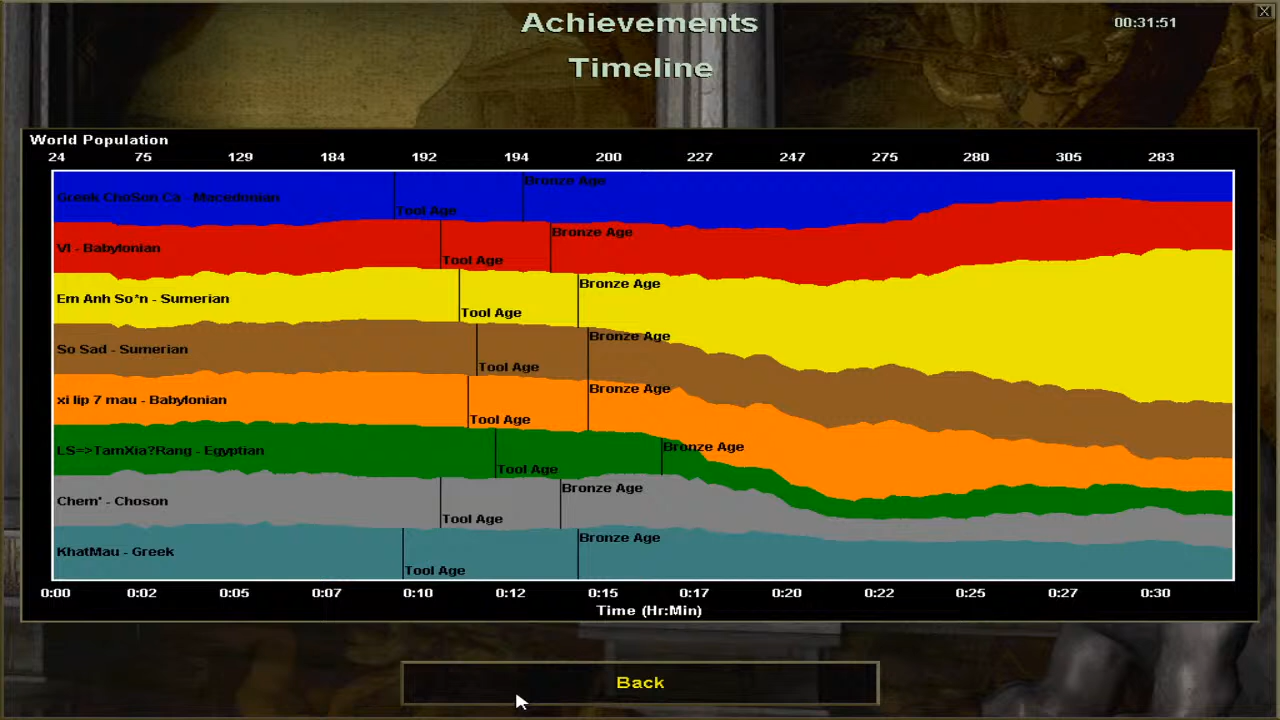 Achievements
00:31:51
Timeline
World Population
24 75 129 184 192 194 200 227 247 275 280 305 283
Bronze Age
Greek ChoSon Ca - Macedonian
Tool Age
Bronze Age
VI - Babylonian
Tool Age
Bronze Age
Em Anh So*n - Sumerian
Tool Age
Bronze Age
So Sad - Sumerian
Tool Age
Bronze Age
xi lip 7 mau - Babylonian
Tool Age
Bronze Age
LS=>TamXia?Rang - Egyptian
Tool Age
Bronze Age
Chem' - Choson
Tool Age
Bronze Age
KhatMau - Greek
Tool Age
0:00 0:02 0:05 0:07 0:10 0:12 0:15 0:17 0:20 0:22 0:25 0:27 0:30
Time (Hr:Min)
Back